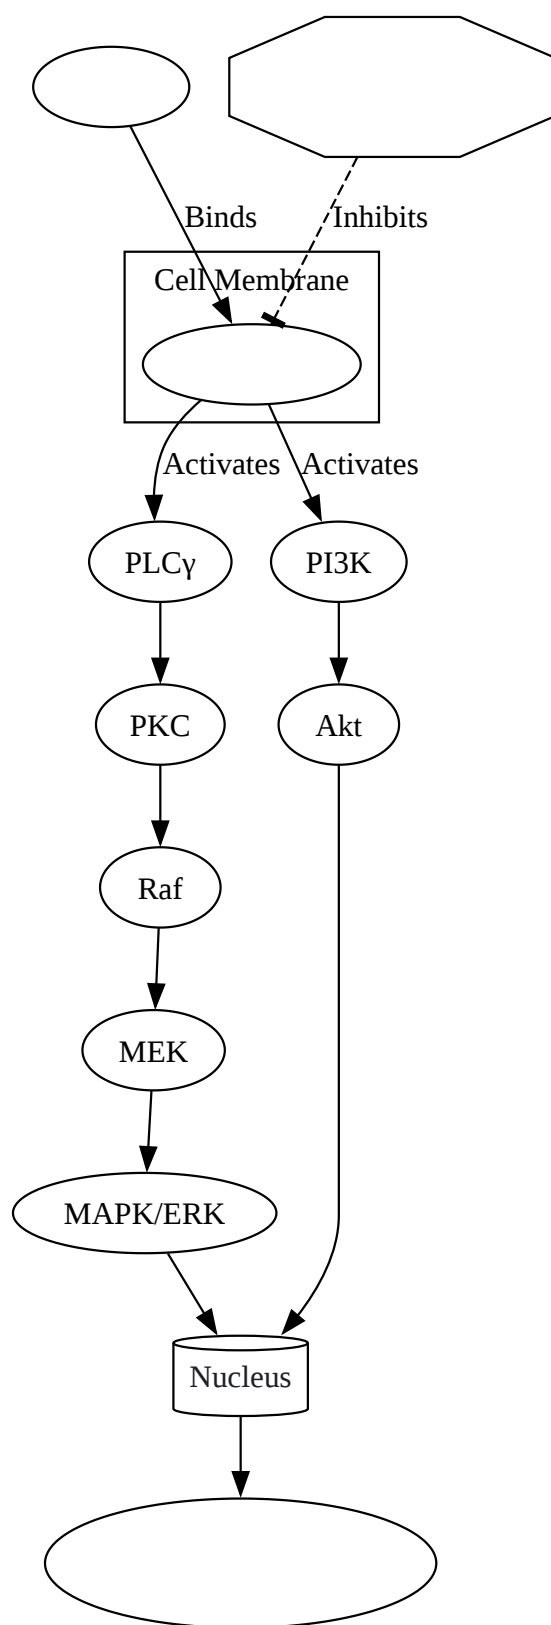 Binds
Inhibits
Cell Membrane
Activates
Activates
PLCγ
PI3K
PKC
Akt
Raf
MEK
MAPK/ERK
Nucleus